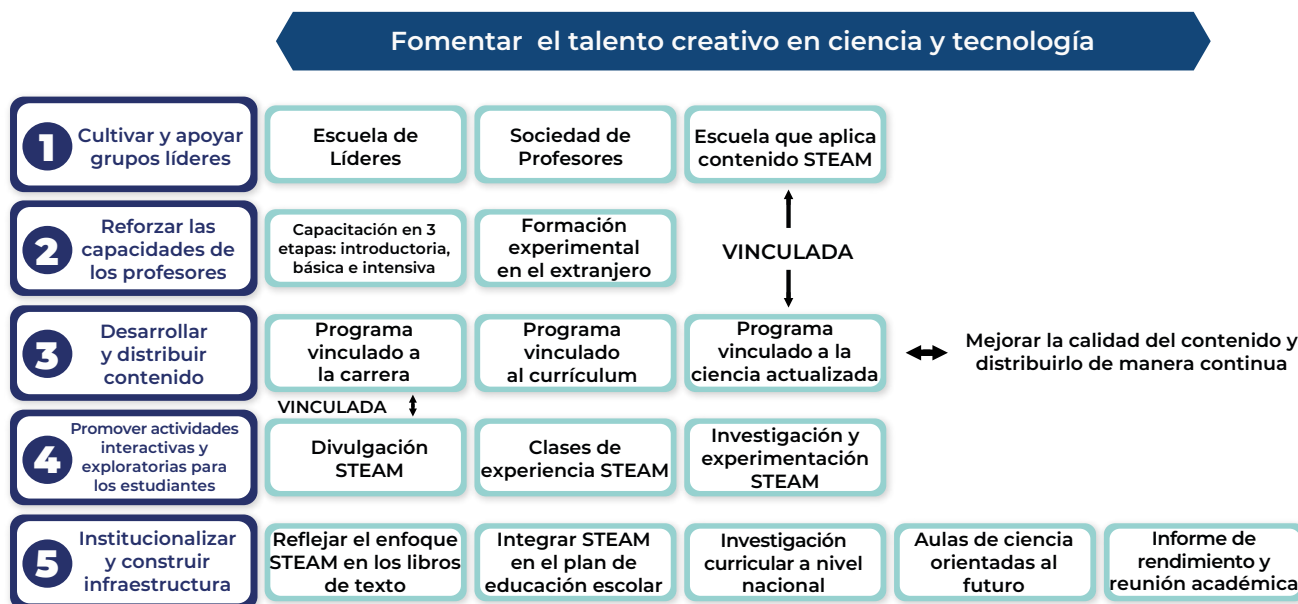 Fomentar el talento creativo en ciencia y tecnología
1
Cultivar y apoyar
grupos líderes
Escuela de
Líderes
Sociedad de
Profesores
Escuela que aplica
contenido STEAM
2
Reforzar las
capacidades de
los profesores
Capacitación en 3
etapas: introductoria,
básica e intensiva
Formación
experimental
en el extranjero
VINCULADA
3
Desarrollar
y distribuir
contenido
Programa
vinculado a
la carrera
Programa
vinculado
al currículum
Programa
vinculado a la
ciencia actualizada
Mejorar la calidad del contenido y
distribuirlo de manera continua
VINCULADA
4
Promover actividades
interactivas y
exploratorias para
los estudiantes
Divulgación
STEAM
Clases de
experiencia STEAM
Investigación y
experimentación
STEAM
5
Institucionalizar
y construir
infraestructura
Reflejar el enfoque
STEAM en los libros
de texto
Integrar STEAM
en el plan de
educación escolar
Investigación
curricular a nivel
nacional
Aulas de ciencia
orientadas al
futuro
Informe de
rendimiento y
reunión académica